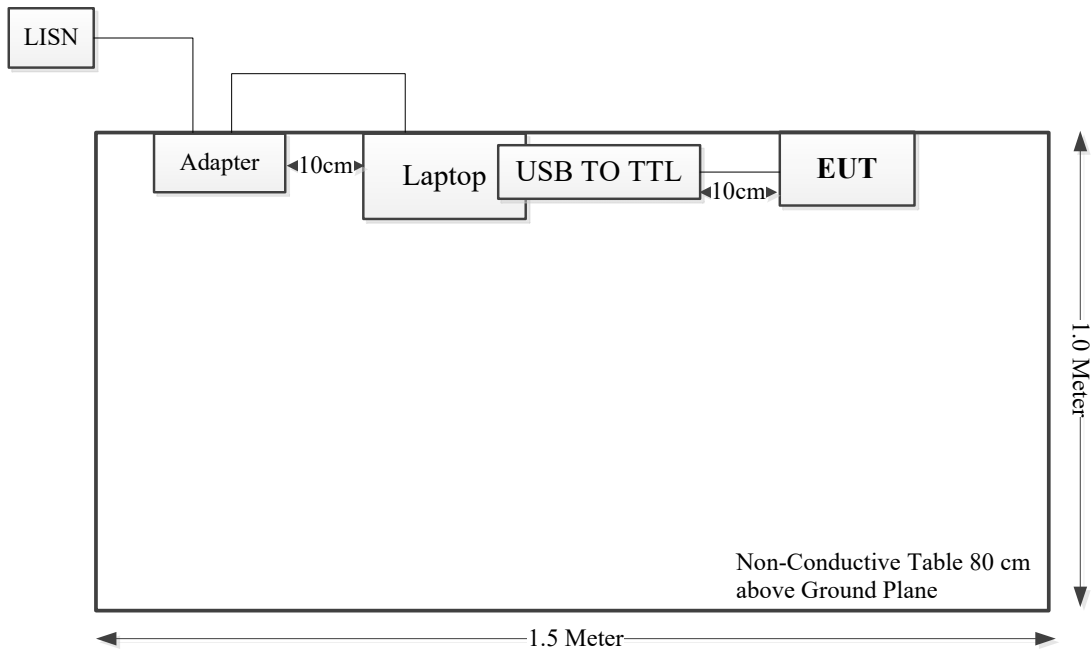 LISN
Adapter
10cm
Laptop
USB TO TTL
10cm
EUT
1.0 Meter
Non-Conductive Table 80 cm
above Ground Plane
1.5 Meter